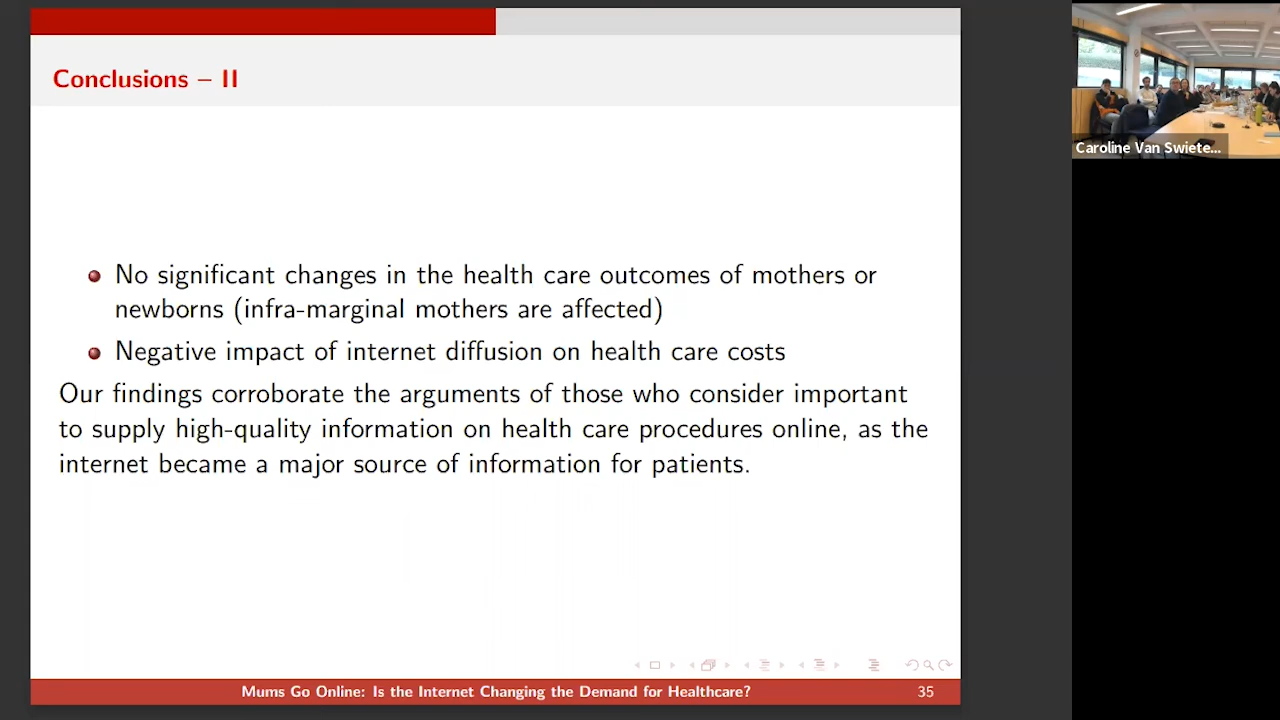 Conclusions – II
No significant changes in the health care outcomes of mothers or
newborns (infra-marginal mothers are affected)
Negative impact of internet diffusion on health care costs
Our findings corroborate the arguments of those who consider important
to supply high-quality information on health care procedures online, as the
internet became a major source of information for patients.
Mums Go Online: Is the Internet Changing the Demand for Healthcare?
35
Caroline Van Swiete...